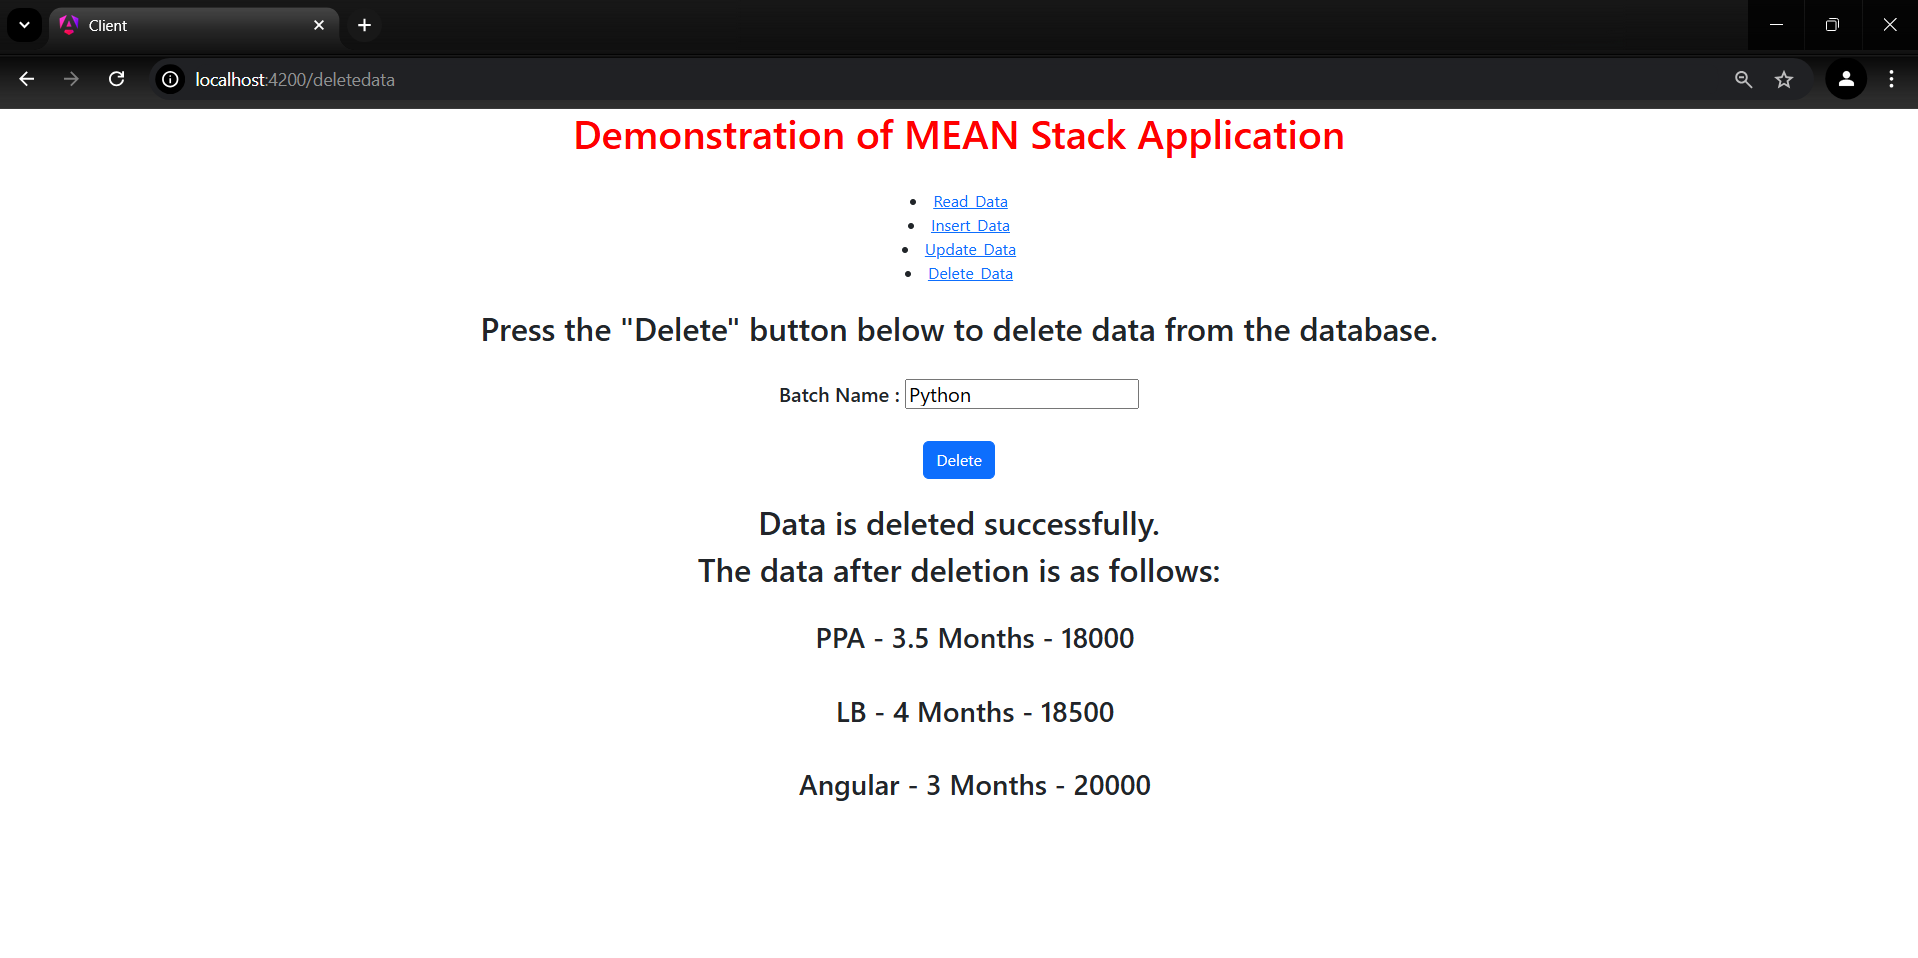 Client
localhost:4200/deletedata
Demonstration of MEAN Stack Application
Read Data
Insert Data
Update Data
Delete Data
Press the "Delete" button below to delete data from the database.
Batch Name : Python
Delete
Data is deleted successfully.
The data after deletion is as follows:
PPA - 3.5 Months - 18000
LB - 4 Months - 18500
Angular - 3 Months - 20000